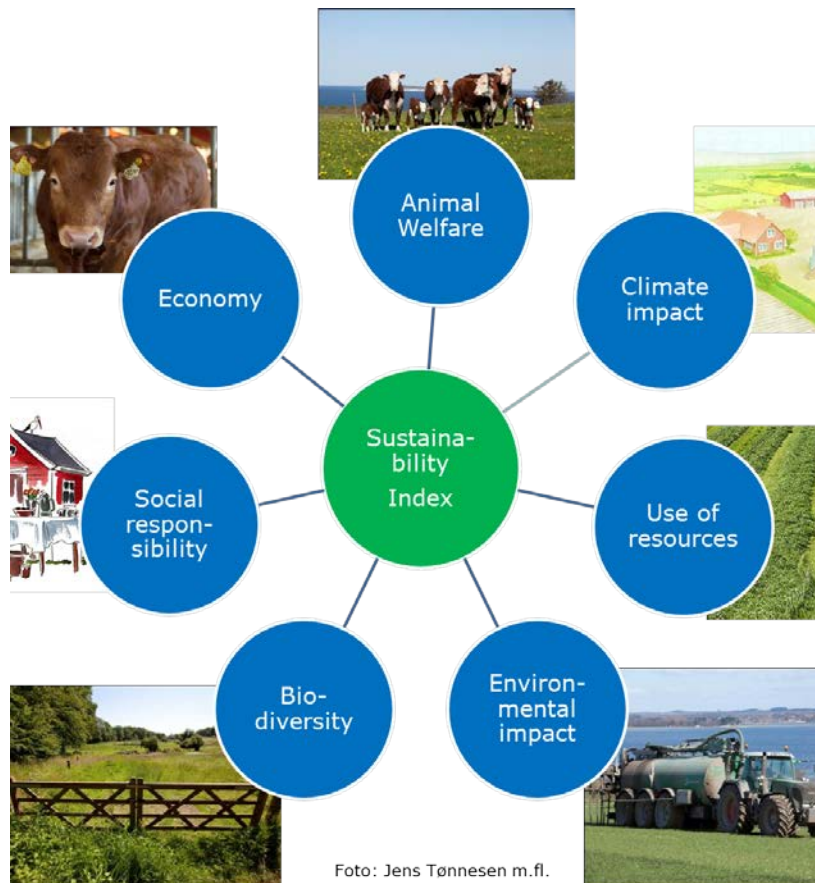 Animal
Welfare
Climate
impact
Use of
resources
Environ-
mental
impact
Bio-
diversity
Social
respon-
sibility
Economy
Sustaina-
bility
Index
Foto: Jens Tønnesen m.fl.